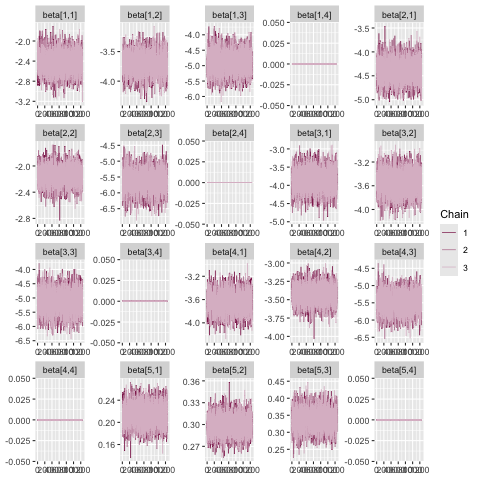 beta[1,1] beta[1,2] beta[1,3] beta[1,4] beta[2,1]
-2.0 -2.4 -2.8 -3.2
-3.5 -4.0
-4.0 -4.5 -5.0 -5.5 -6.0
0.050 0.025 0.000 -0.025 -0.050
-3.5 -4.0 -4.5 -5.0
beta[2,2] beta[2,3] beta[2,4] beta[3,1] beta[3,2]
-2.0 -2.4 -2.8
-4.5 -5.0 -5.5 -6.0 -6.5
0.050 0.025 0.000 -0.025 -0.050
-3.0 -3.5 -4.0 -4.5 -5.0
-3.2 -3.6 -4.0
beta[3,3] beta[3,4] beta[4,1] beta[4,2] beta[4,3]
-4.0 -4.5 -5.0 -5.5 -6.0 -6.5
0.050 0.025 0.000 -0.025 -0.050
-3.2 -3.6 -4.0
-3.00 -3.25 -3.50 -3.75 -4.00
-4.5 -5.0 -5.5 -6.0 -6.5
beta[4,4] beta[5,1] beta[5,2] beta[5,3] beta[5,4]
0.050 0.025 0.000 -0.025 -0.050
0.24 0.20 0.16
0.36 0.33 0.30 0.27
0.45 0.40 0.35 0.30 0.25
0.050 0.025 0.000 -0.025 -0.050
Chain
1
2
3